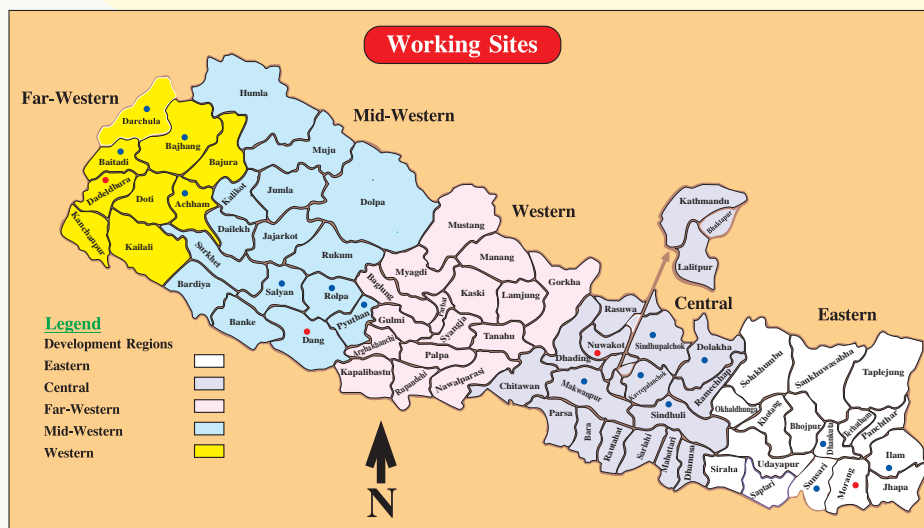 Working Sites
Far-Western
Mid-Western
Western
Central
Eastern
Humla
Darchula
Bajhang
Baitadi
Bajura
Muju
Dadeldhura
Doti
Achham
Kalikot
Jumla
Dolpa
Kanchanpur
Kailali
Dailekh
Jajarkot
Surkhet
Rukum
Bardiya
Salyan
Rolpa
Banke
Dang
Pyuthan
Mustang
Manang
Myagdi
Baglung
Kaski
Lamjung
Gorkha
Parbat
Gulmi
Syangja
Tanahu
Arghakhanchi
Palpa
Kapalibastu
Rupandehi
Nawalparasi
Kathmandu
Bhaktapur
Lalitpur
Rasuwa
Nuwakot
Sindhupalchok
Dolakha
Dhading
Ramechhap
Kavrepalanchok
Chitawan
Makwanpur
Sindhuli
Parsa
Bara
Rautahat
Sarlahi
Mahottari
Dhanusa
Solukhumbu
Sankhuwasabha
Taplejung
Okhaldhunga
Khotang
Bhojpur
Dhankuta
Terhathum
Panchthar
Siraha
Udayapur
Saptari
Sunsari
Morang
Ilam
Jhapa
Legend
Development Regions
Eastern
Central
Far-Western
Mid-Western
Western
N